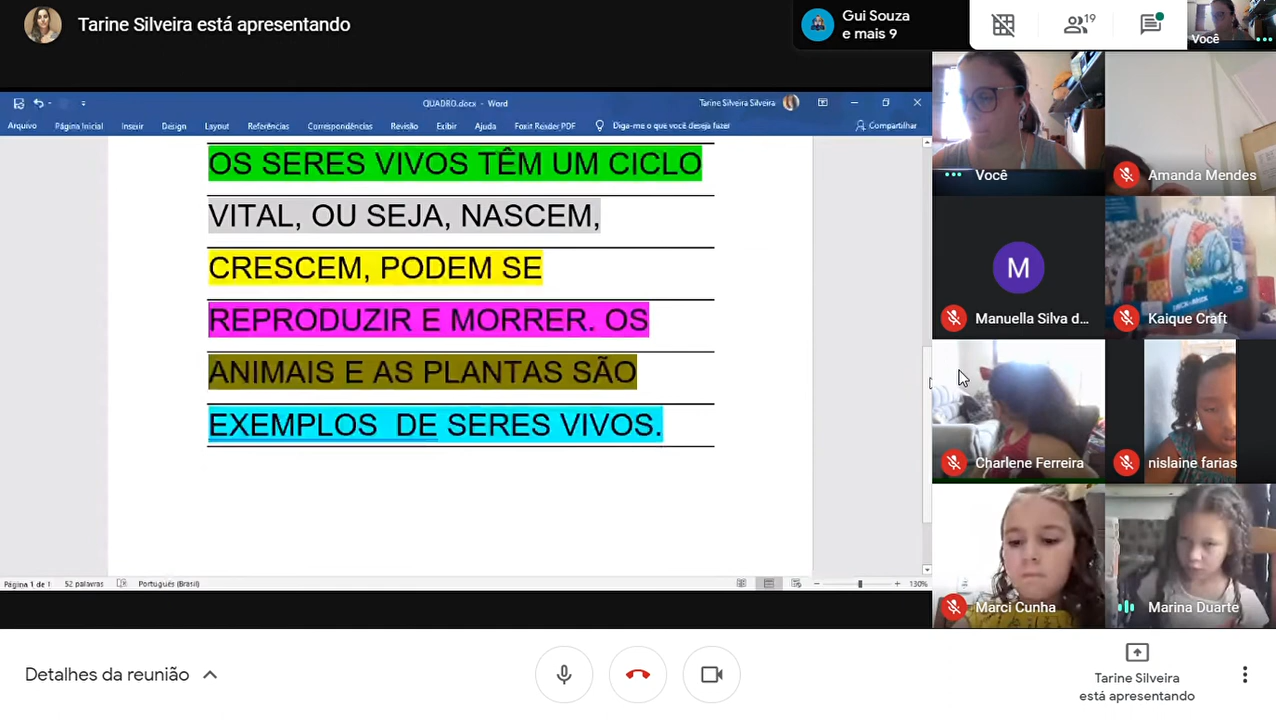 Tarine Silveira está apresentando
Gui Souza
e mais 9
19
Você
QUADRO.docx - Word
Tarine Silveira Silveira
Arquivo Página Inicial Inserir Design Layout Referências Correspondências Revisão Exibir Ajuda Foxit Reader PDF Diga-me o que você deseja fazer Compartilhar
OS SERES VIVOS TÊM UM CICLO
VITAL, OU SEJA, NASCEM,
CRESCEM, PODEM SE
REPRODUZIR E MORRER. OS
ANIMAIS E AS PLANTAS SÃO
EXEMPLOS DE SERES VIVOS.
Página 1 de 1 52 palavras Português (Brasil) 130%
Você
Amanda Mendes
M
Manuella Silva d...
Kaique Craft
Charlene Ferreira
nislaine farias
Marci Cunha
Marina Duarte
Detalhes da reunião
Tarine Silveira
está apresentando